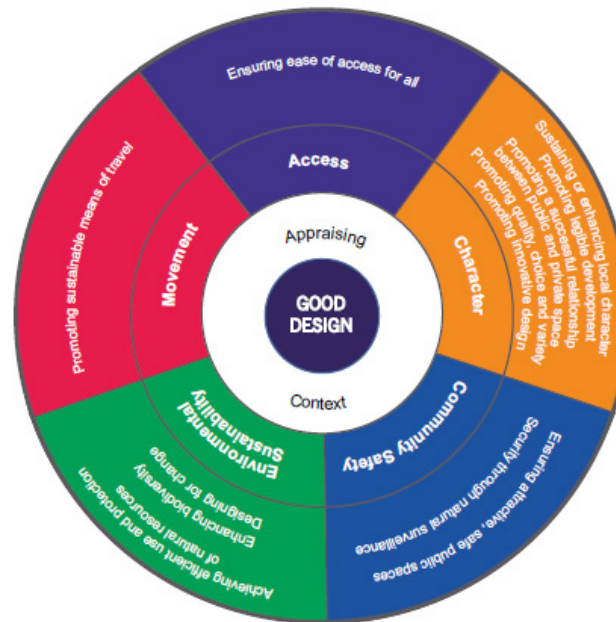 GOOD
DESIGN
Appraising
Context
Access
Ensuring ease of access for all
Character
Sustaining or enhancing local character
Promoting legible development
Promoting a successful relationship
between public and private space
Promoting quality, choice and variety
Promoting innovative design
Community Safety
Ensuring attractive, safe public spaces
Security through natural surveillance
Environmental
Sustainability
Achieving efficient use and protection
of natural resources
Enhancing biodiversity
Designing for change
Movement
Promoting sustainable means of travel